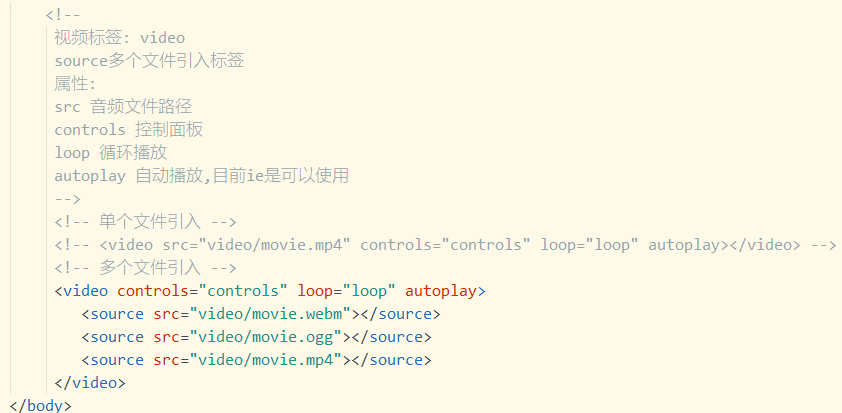 <!--
视频标签: video
source多个文件引入标签
属性:
src 音频文件路径
controls 控制面板
loop 循环播放
autoplay 自动播放,目前ie是可以使用
-->
<!-- 单个文件引入 -->
<!-- <video src="video/movie.mp4" controls="controls" loop="loop" autoplay></video> -->
<!-- 多个文件引入 -->
<video controls="controls" loop="loop" autoplay>
<source src="video/movie.webm"></source>
<source src="video/movie.ogg"></source>
<source src="video/movie.mp4"></source>
</video>
</body>